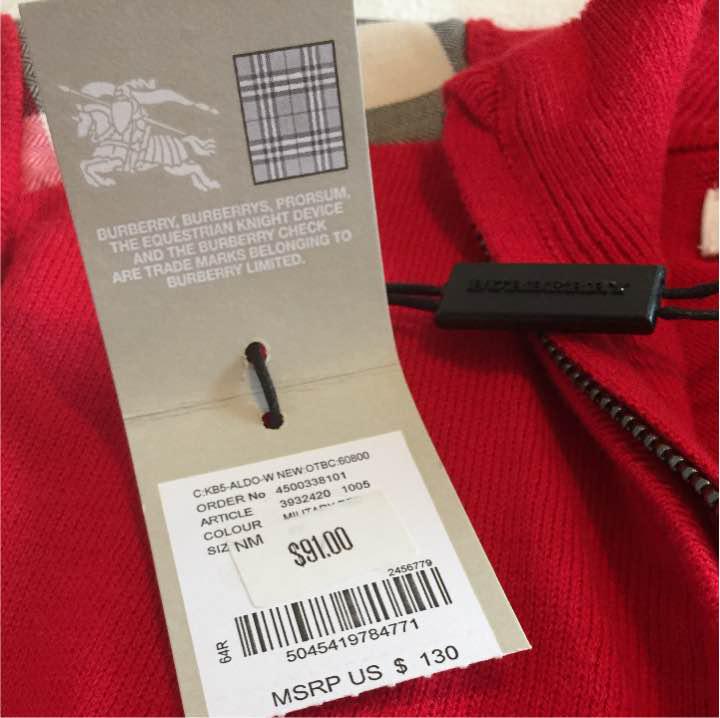 BURBERRY, BURBERRYS, PRORSUM,
THE EQUESTRIAN KNIGHT DEVICE
AND THE BURBERRY CHECK
ARE TRADE MARKS BELONGING TO
BURBERRY LIMITED.
BURBERRY
C:KB5-ALDO-W NEW:OTBC:60800
ORDER No 4500338101
ARTICLE 3932420 1005
COLOUR MILITARY
SIZ NM
$91.00
2456779
64R
5045419784771
MSRP US $ 130